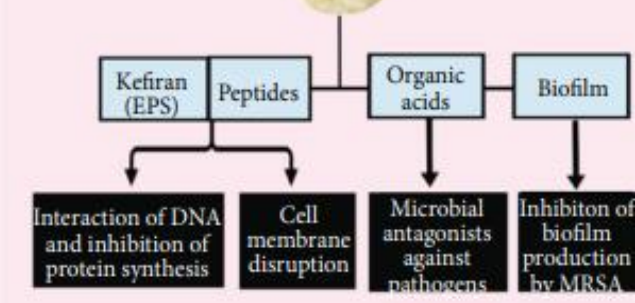 Kefiran
(EPS)
Peptides
Organic
acids
Biofilm
Interaction of DNA
and inhibition of
protein synthesis
Cell
membrane
disruption
Microbial
antagonists
against
pathogens
Inhibiton of
biofilm
production
by MRSA